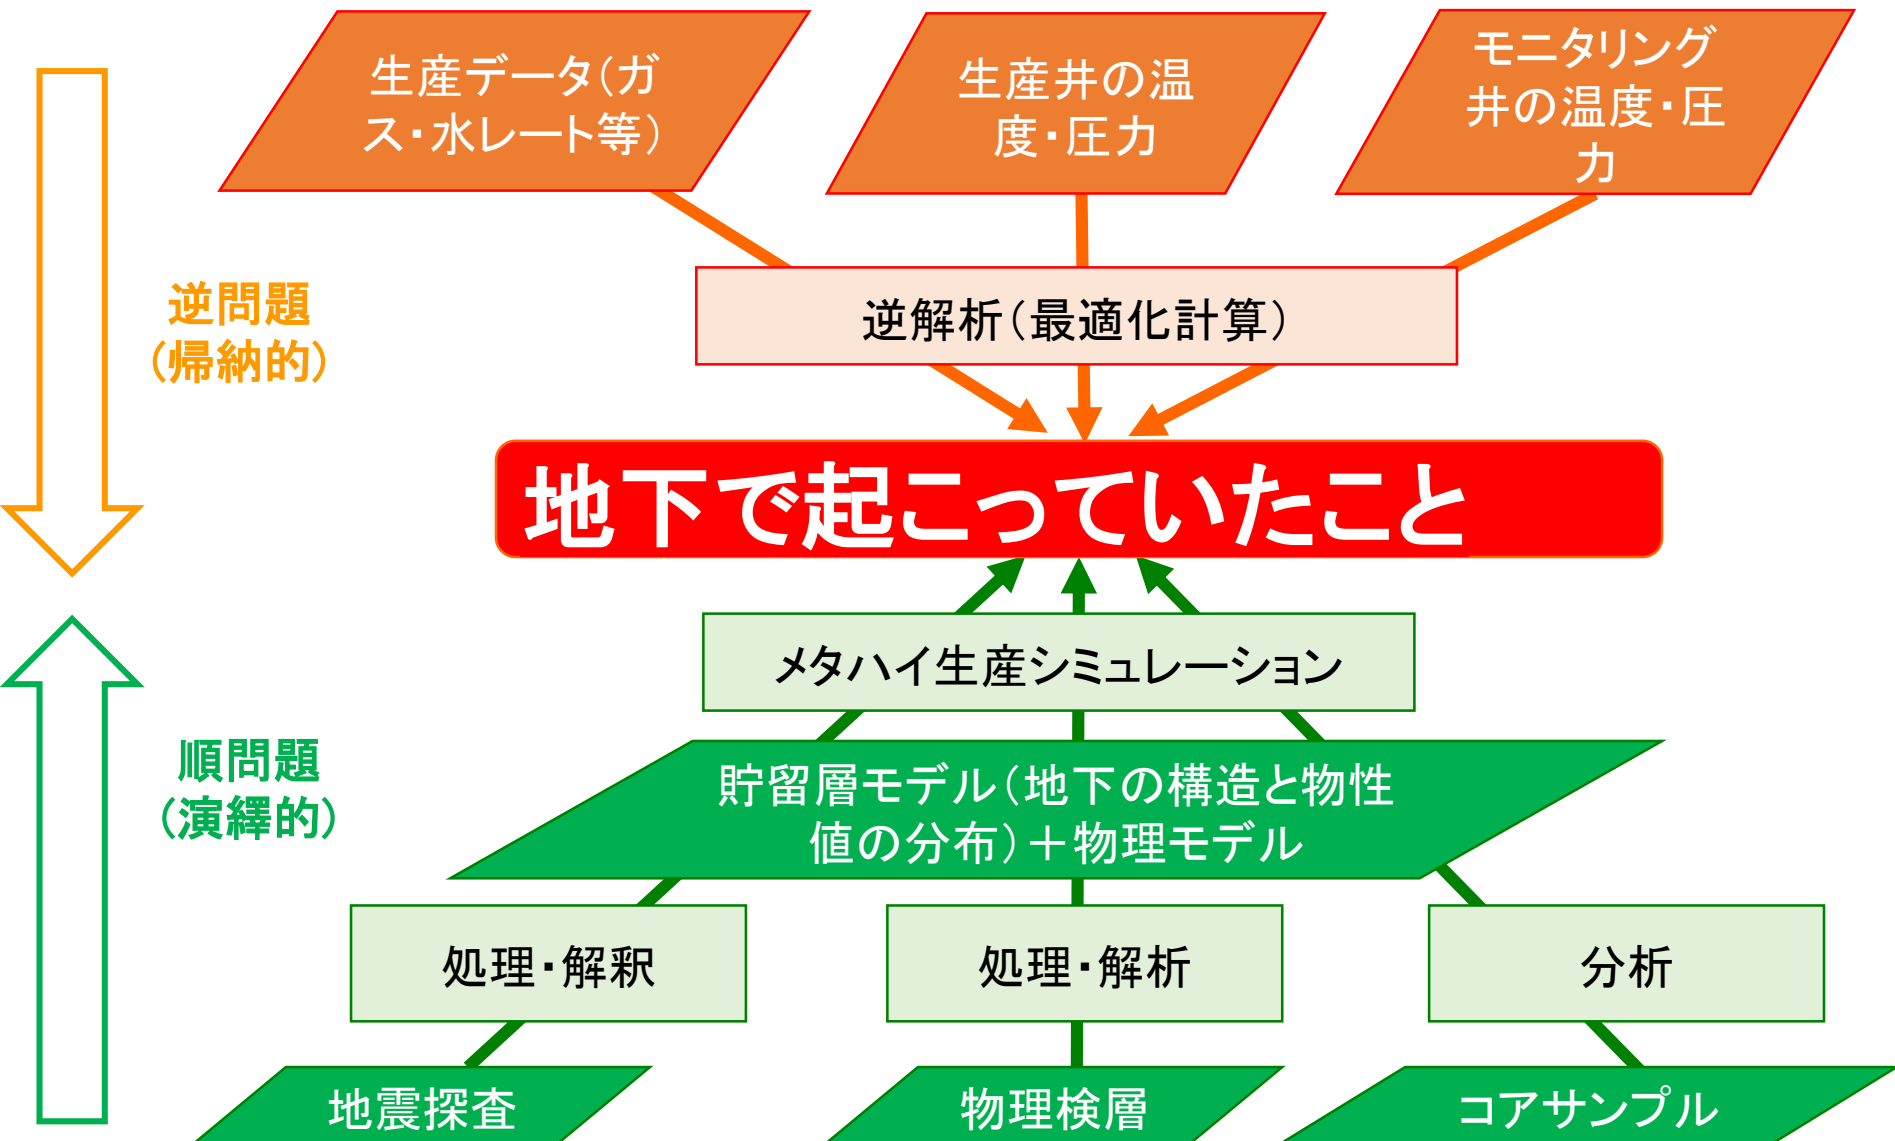 生産データ（ガ
ス・水レート等）
生産井の温
度・圧力
モニタリング
井の温度・圧
力
逆問題
（帰納的）
逆解析（最適化計算）
地下で起こっていたこと
メタハイ生産シミュレーション
順問題
（演繹的）
貯留層モデル（地下の構造と物性
値の分布）＋物理モデル
処理・解釈
処理・解析
分析
地震探査
物理検層
コアサンプル